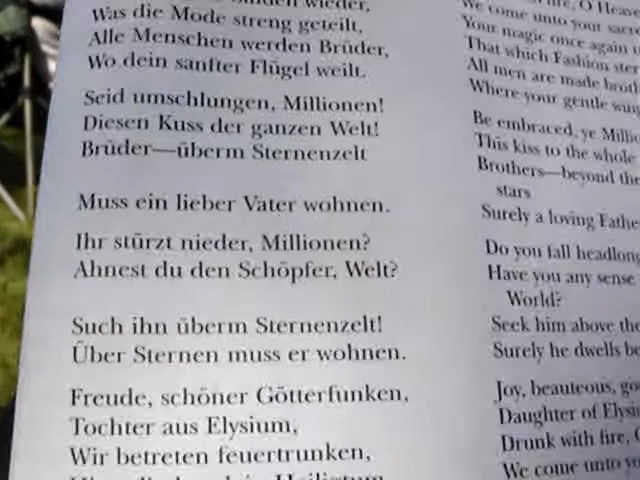 Was die Mode streng geteilt,
Alle Menschen werden Brüder,
Wo dein sanfter Flügel weilt.
Seid umschlungen, Millionen!
Diesen Kuss der ganzen Welt!
Brüder—überm Sternenzelt
Muss ein lieber Vater wohnen.
Ihr stürzt nieder, Millionen?
Ahnest du den Schöpfer, Welt?
Such ihn überm Sternenzelt!
Über Sternen muss er wohnen.
Freude, schöner Götterfunken,
Tochter aus Elysium,
Wir betreten feuertrunken,
We come unto your
Your magic once again
That which Fashion
All men are made
Where your gentle
Be embraced, ye
This kiss to the whole
Brothers—beyond the
stars
Surely a loving
Do you fall
Have you any sense
World?
Seek him above the
Surely he dwells
Joy, beauteous,
Daughter of
Drunk with fire,
We come unto